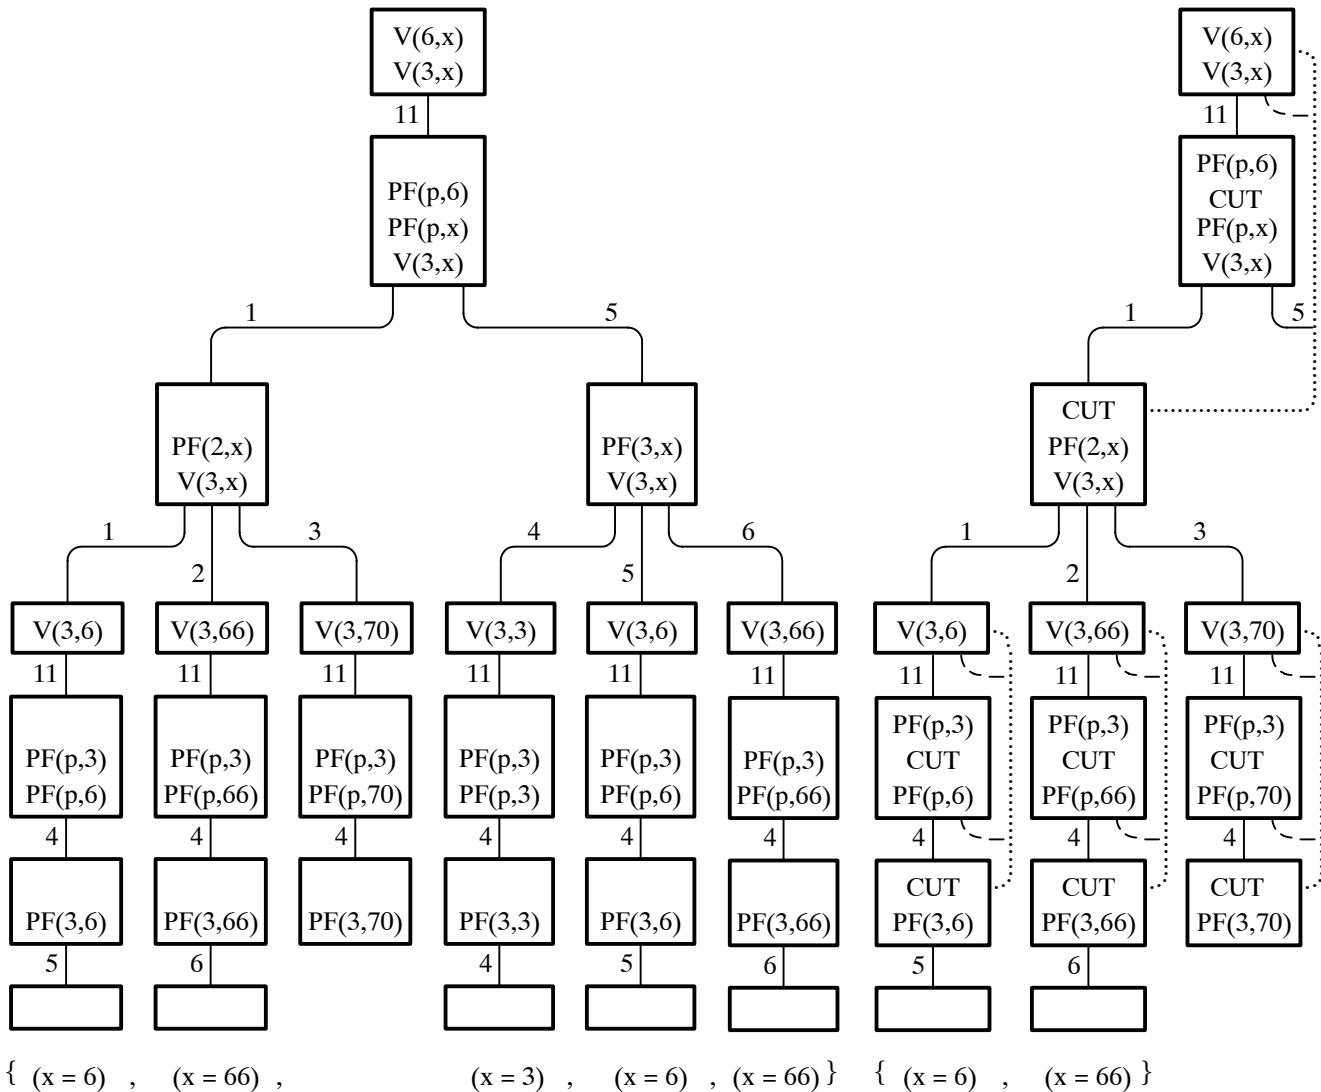 V(6,x) V(6,x)
V(3,x) V(3,x)
11 11
PF(p,6) PF(p,6)
CUT
PF(p,x) PF(p,x)
V(3,x) V(3,x)
1 5 1 5
CUT
PF(2,x) PF(3,x) PF(2,x)
V(3,x) V(3,x) V(3,x)
1 3 4 6 1 3
2 5 2
V(3,6) V(3,66) V(3,70) V(3,3) V(3,6) V(3,66) V(3,6) V(3,66) V(3,70)
11 11 11 11 11 11 11 11 11
PF(p,3) PF(p,3) PF(p,3)
PF(p,3) PF(p,3) PF(p,3) PF(p,3) PF(p,3) PF(p,3) CUT CUT CUT
PF(p,6) PF(p,66) PF(p,70) PF(p,3) PF(p,6) PF(p,66) PF(p,6) PF(p,66) PF(p,70)
4 4 4 4 4 4 4 4 4
CUT CUT CUT
PF(3,6) PF(3,66) PF(3,70) PF(3,3) PF(3,6) PF(3,66) PF(3,6) PF(3,66) PF(3,70)
5 6 4 5 6 5 6
{ (x = 6) , (x = 66) , (x = 3) , (x = 6) , (x = 66) } { (x = 6) , (x = 66) }